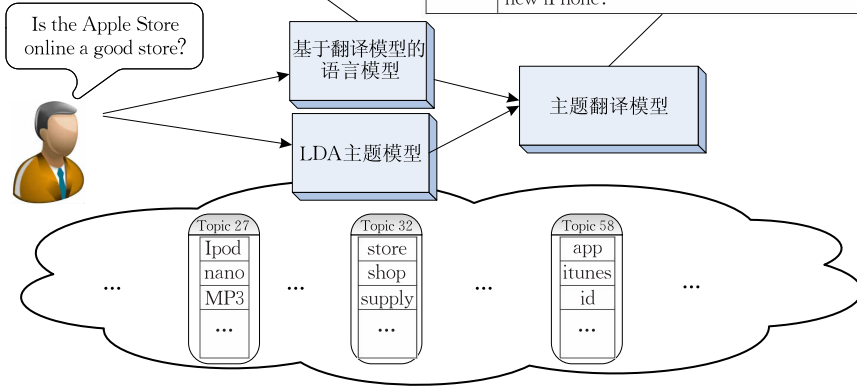 new iPhone?
Is the Apple Store
online a good store?
基于翻译模型的
语言模型
主题翻译模型
LDA主题模型
Topic 27
Ipod
nano
MP3
...
Topic 32
store
shop
supply
...
Topic 58
app
itunes
id
...
...
...
...
...